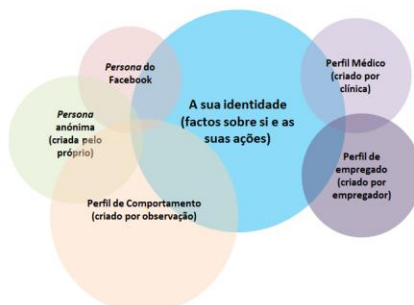 Persona do
Facebook
A sua identidade
(factos sobre si e as
suas ações)
Perfil Médico
(criado por
clínica)
Persona
anónima
(criada pelo
próprio)
Perfil de
empregado
(criado por
empregador)
Perfil de Comportamento
(criado por observação)